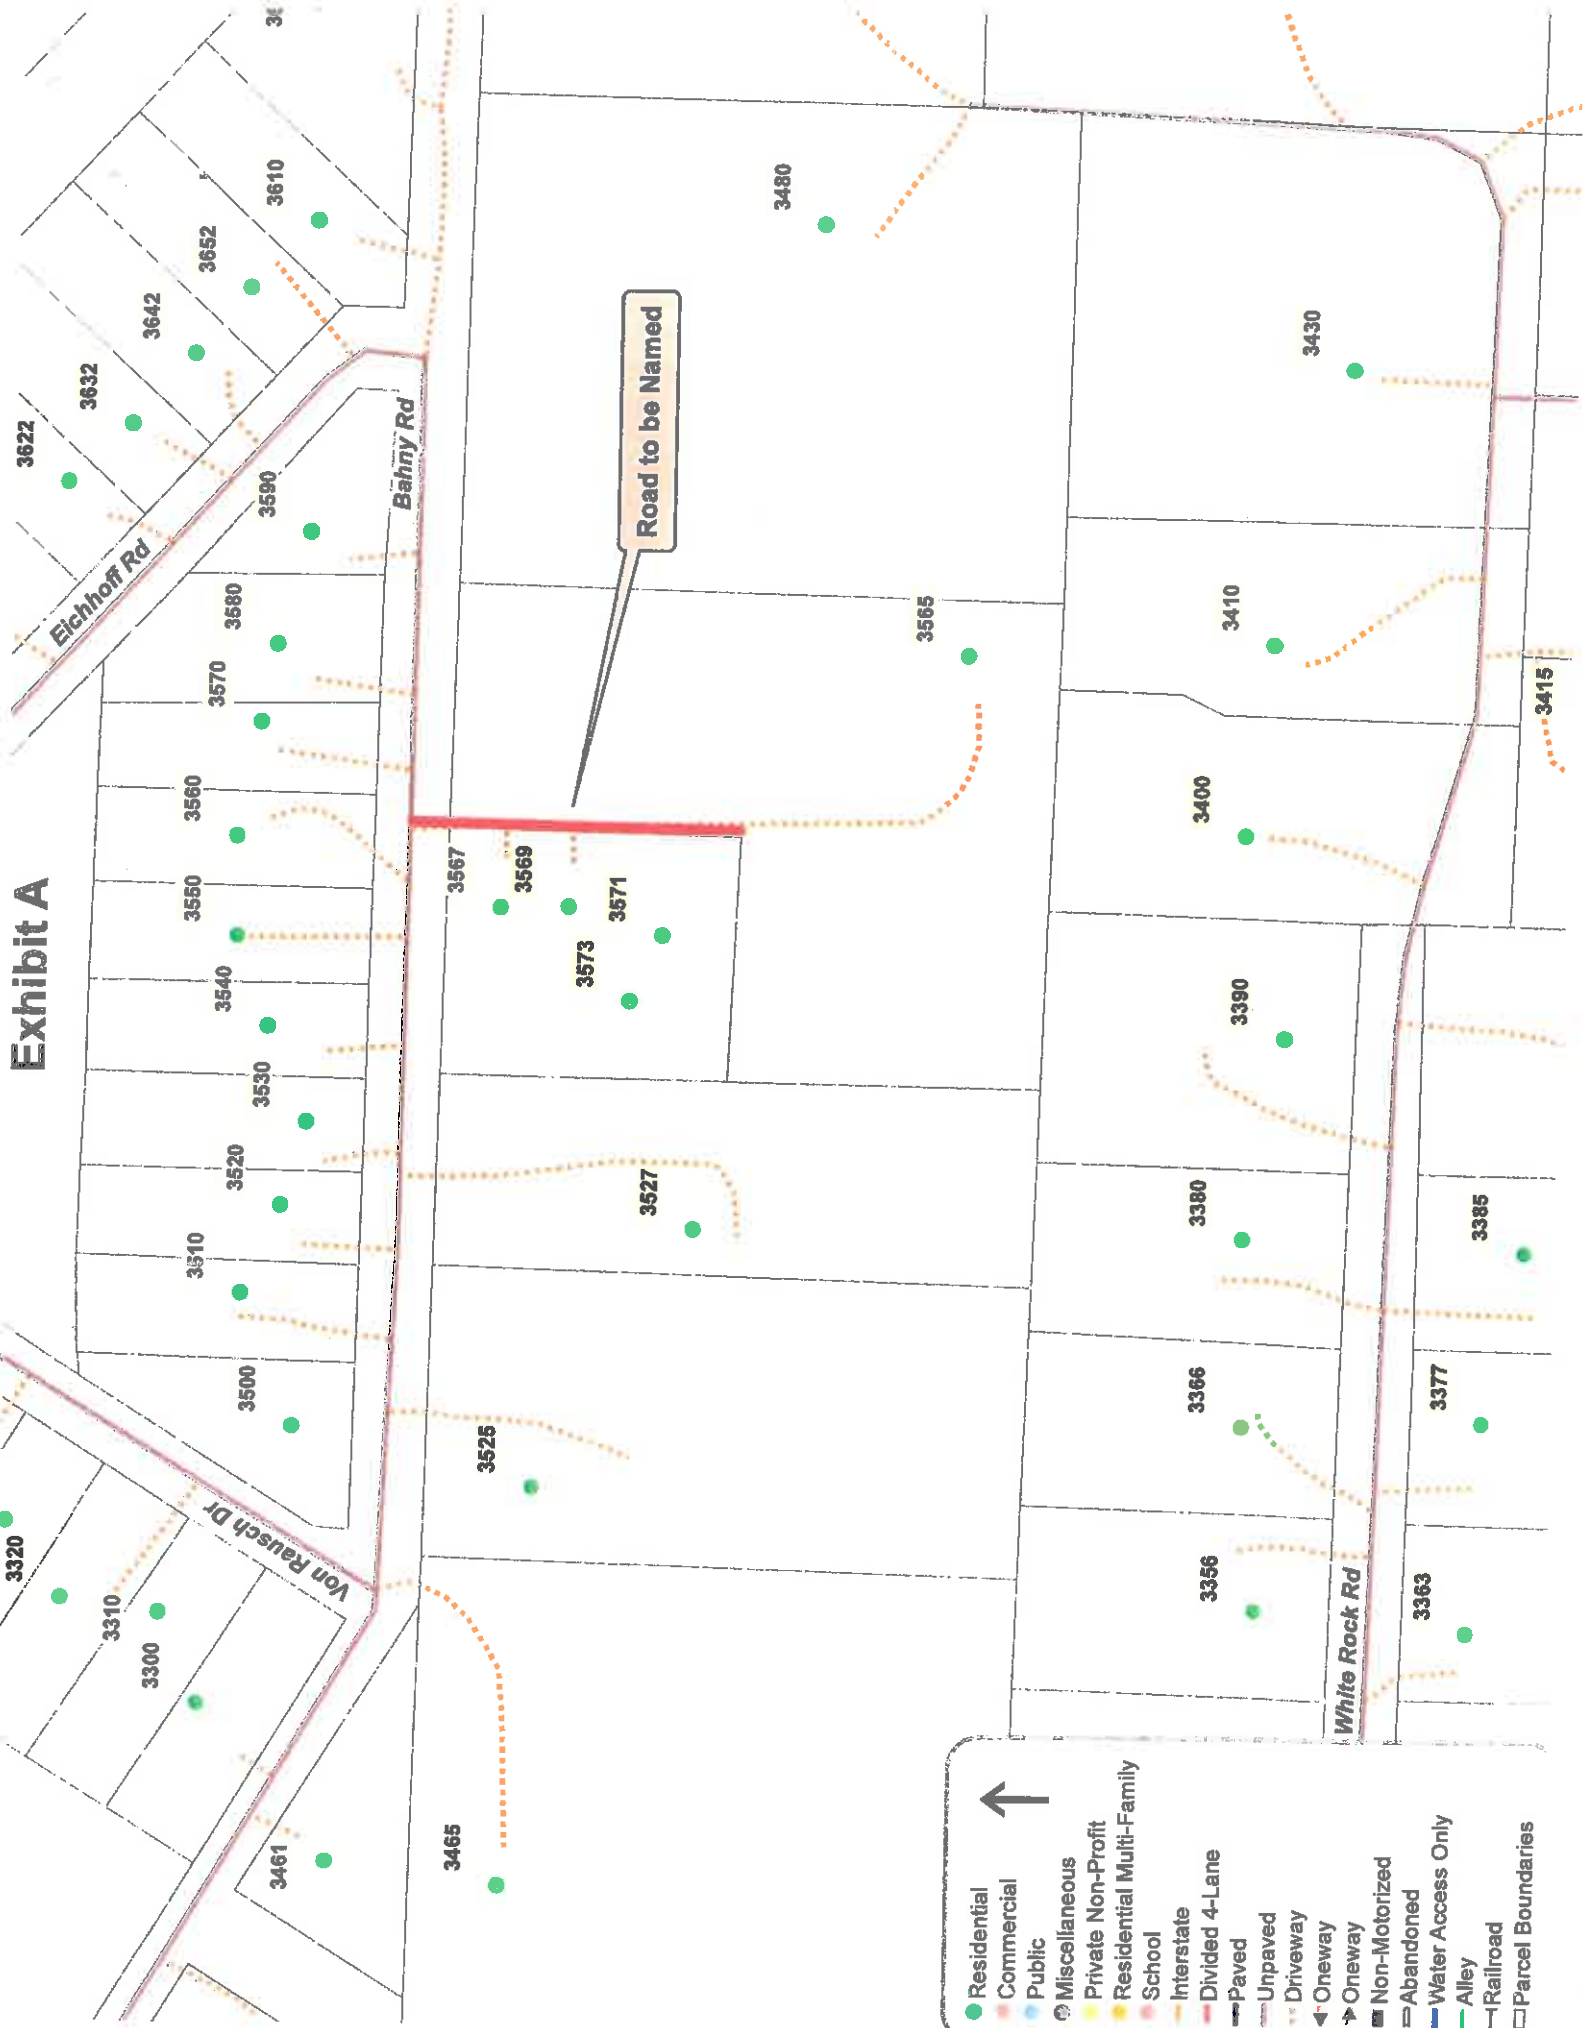 Exhibit A
3320
3310
3300
Von Rausch Dr
3461
3465
3500
3510
3520
3530
3540
3550
3560
3570
3580
3590
Eichhoff Rd
3622
3632
3642
3652
3610
Bahny Rd
3525
3527
3567
3569
3571
3573
Road to be Named
3565
3480
3356
3366
3380
3390
3400
3410
3430
White Rock Rd
3363
3377
3385
3415
Residential
Commercial
Public
Miscellaneous
Private Non-Profit
Residential Multi-Family
School
Interstate
Divided 4-Lane
Paved
Unpaved
Driveway
Oneway
Oneway
Non-Motorized
Abandoned
Water Access Only
Alley
Railroad
Parcel Boundaries